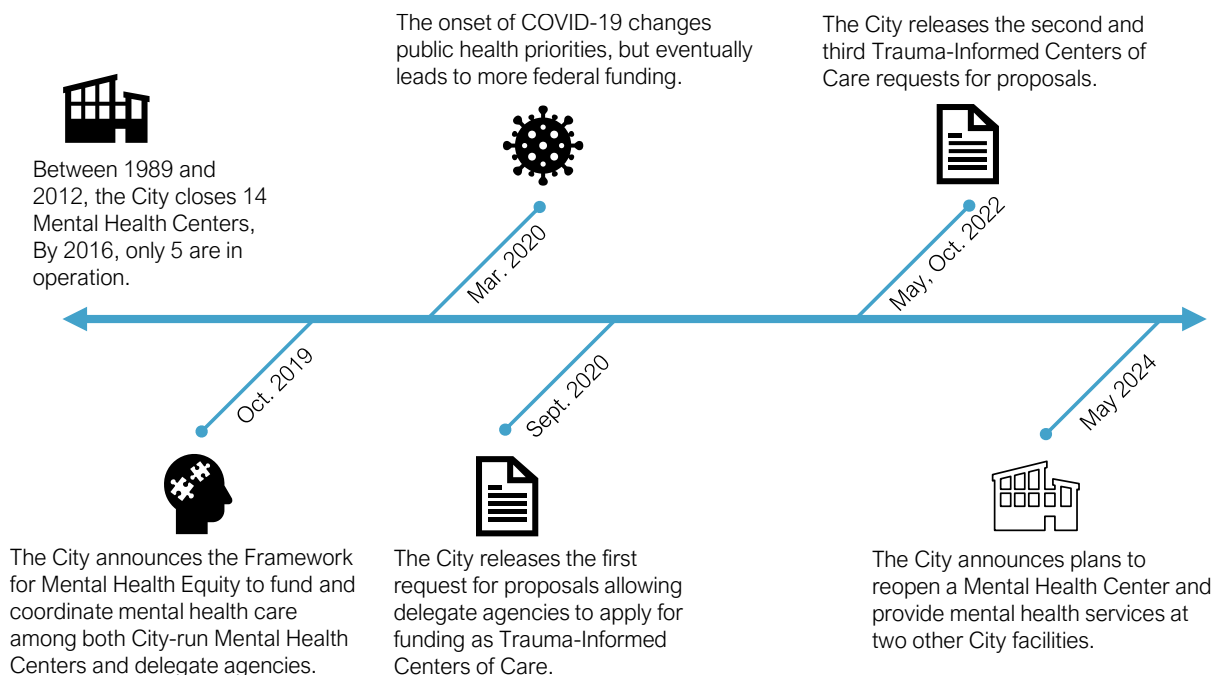 Between 1989 and
2012, the City closes 14
Mental Health Centers,
By 2016, only 5 are in
operation.
Oct. 2019
The City announces the Framework
for Mental Health Equity to fund and
coordinate mental health care
among both City-run Mental Health
Centers and delegate agencies.
The onset of COVID-19 changes
public health priorities, but eventually
leads to more federal funding.
Mar. 2020
Sept. 2020
The City releases the first
request for proposals allowing
delegate agencies to apply for
funding as Trauma-Informed
Centers of Care.
The City releases the second and
third Trauma-Informed Centers of
Care requests for proposals.
May, Oct. 2022
May 2024
The City announces plans to
reopen a Mental Health Center and
provide mental health services at
two other City facilities.